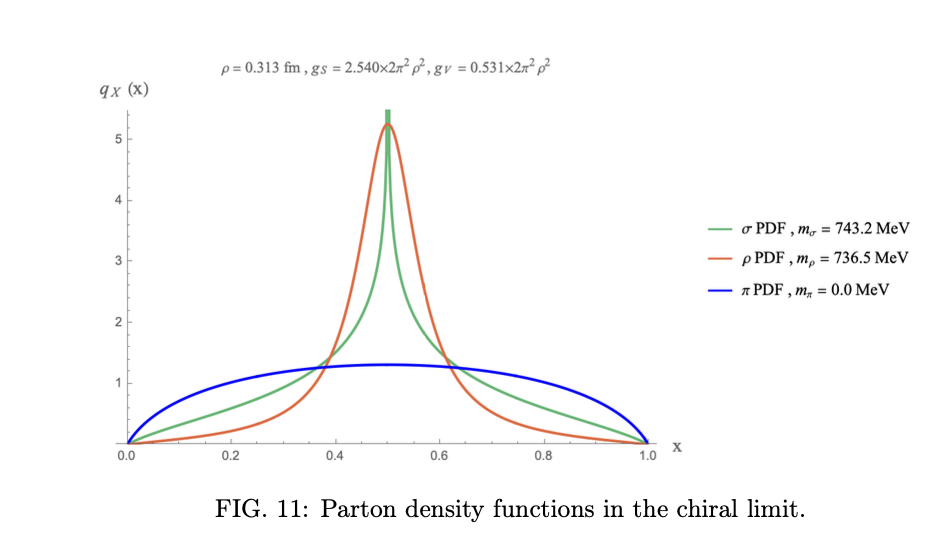 ρ = 0.313 fm , gS = 2.540×2π² ρ² , gV = 0.531×2π² ρ²
qX (x)
5
4
3
2
1
0.0 0.2 0.4 0.6 0.8 1.0 x
σ PDF , mσ = 743.2 MeV
ρ PDF , mρ = 736.5 MeV
π PDF , mπ = 0.0 MeV
FIG. 11: Parton density functions in the chiral limit.